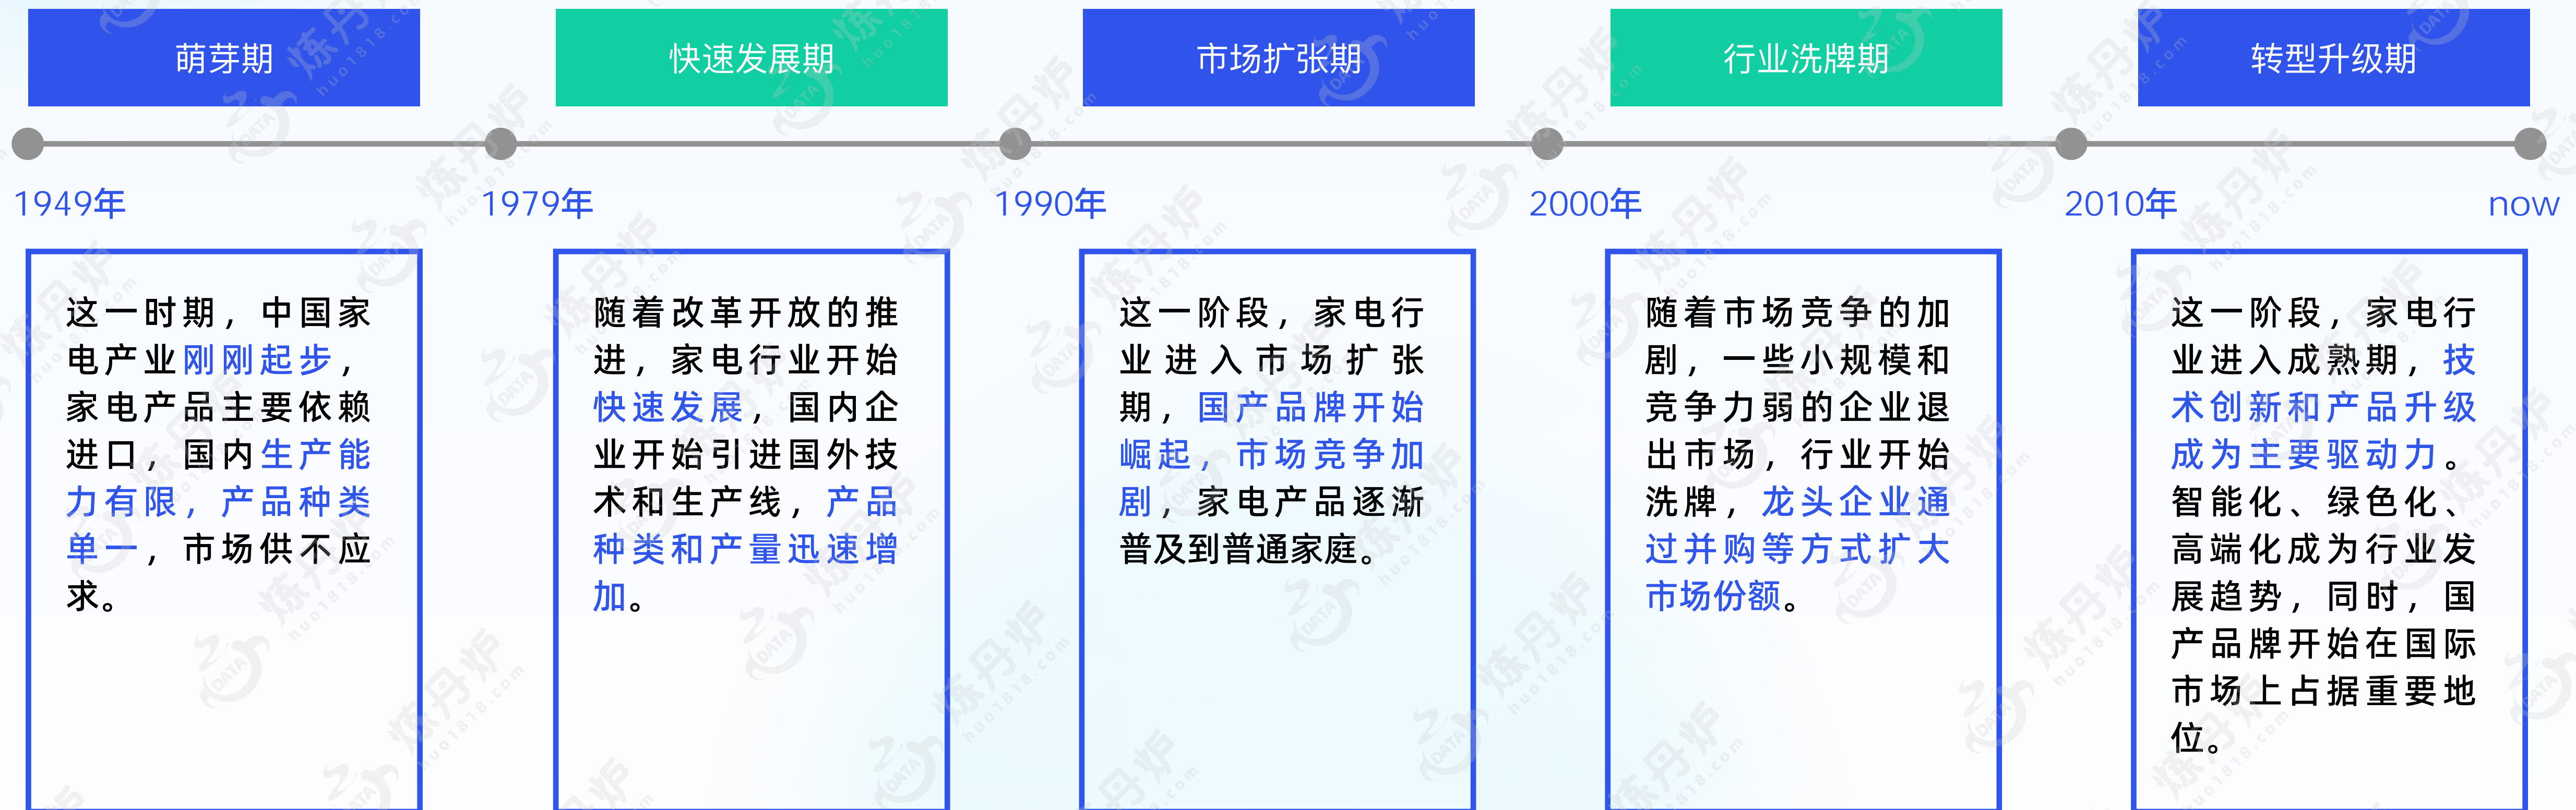 萌芽期
快速发展期
市场扩张期
行业洗牌期
转型升级期
1949年
1979年
1990年
2000年
2010年
now
这一时期，中国家
电产业刚刚起步，
家电产品主要依赖
进口，国内生产能
力有限，产品种类
单一，市场供不应
求。
随着改革开放的推
进，家电行业开始
快速发展，国内企
业开始引进国外技
术和生产线，产品
种类和产量迅速增
加。
这一阶段，家电行
业进入市场扩张
期，国产品牌开始
崛起，市场竞争加
剧，家电产品逐渐
普及到普通家庭。
随着市场竞争的加
剧，一些小规模和
竞争力弱的企业退
出市场，行业开始
洗牌，龙头企业通
过并购等方式扩大
市场份额。
这一阶段，家电行
业进入成熟期，技
术创新和产品升级
成为主要驱动力。
智能化、绿色化、
高端化成为行业发
展趋势，同时，国
产品牌开始在国际
市场上占据重要地
位。
炼丹炉
huo1818.com
DATA